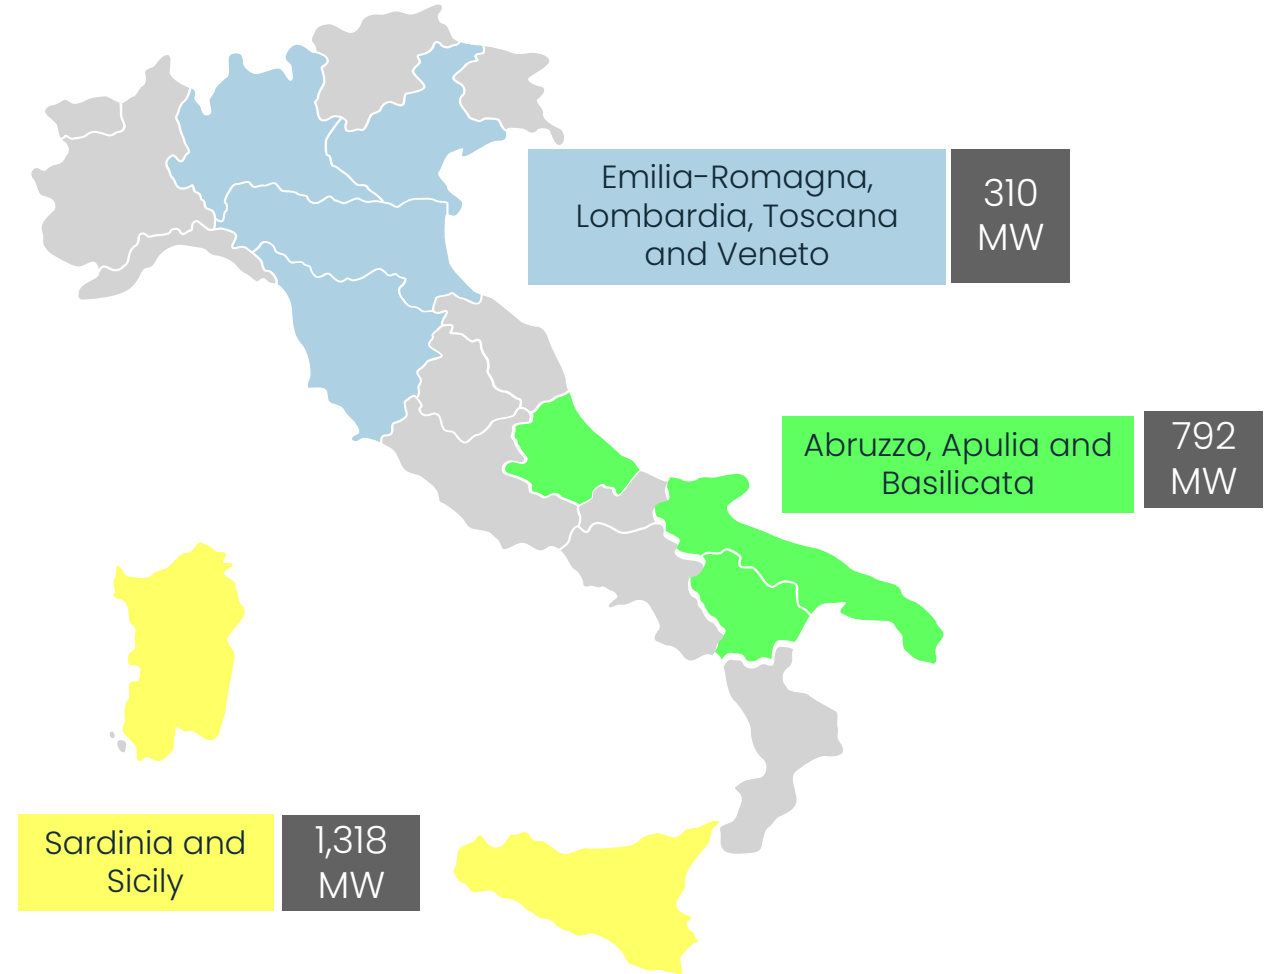 Emilia-Romagna,
Lombardia, Toscana
and Veneto
310
MW
Abruzzo, Apulia and
Basilicata
792
MW
Sardinia and
Sicily
1,318
MW